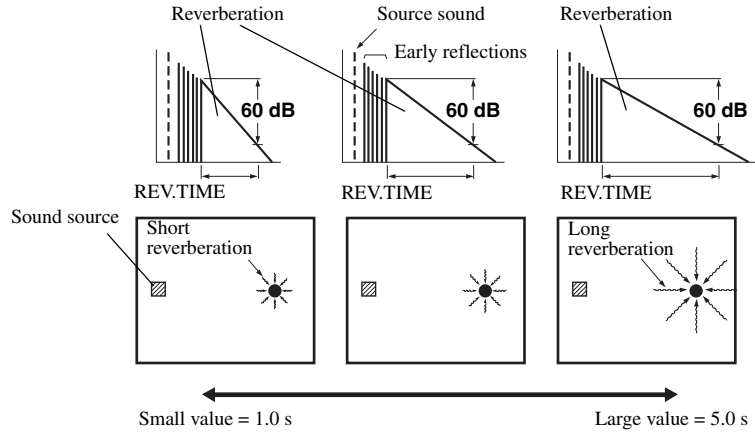 Reverberation
Source sound
Reverberation
Early reflections
60 dB
60 dB
60 dB
REV.TIME
REV.TIME
REV.TIME
Sound source
Short
reverberation
Long
reverberation
Small value = 1.0 s
Large value = 5.0 s